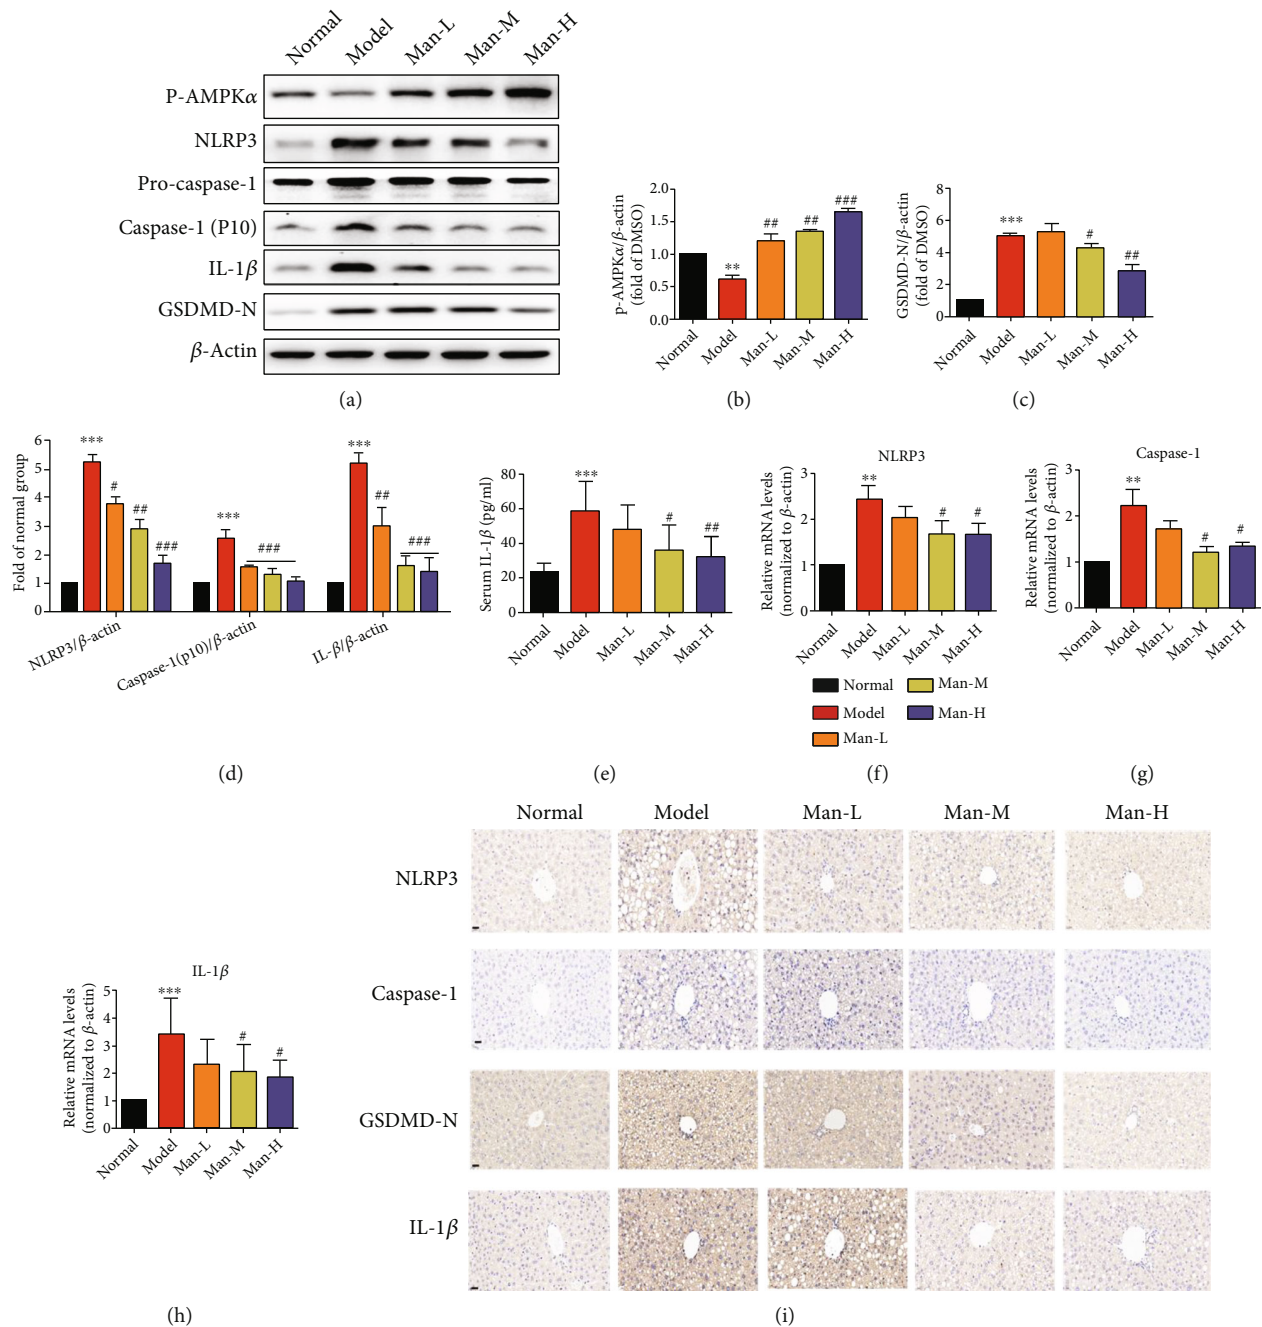 Normal Model Man-L Man-M Man-H
P-AMPKα
NLRP3
Pro-caspase-1
Caspase-1 (P10)
IL-1β
GSDMD-N
β-Actin
(a)
p-AMPKα/β-actin
(fold of DMSO)
2.0
1.5
1.0
0.5
0.0
**
##
##
###
Normal Model Man-L Man-M Man-H
(b)
GSDMD-N/β-actin
(fold of DMSO)
8
6
4
2
0
***
#
##
Normal Model Man-L Man-M Man-H
(c)
Fold of normal group
6
5
4
3
2
1
0
***
#
##
###
***
###
***
##
###
NLRP3/β-actin
Caspase-1(p10)/β-actin
IL-β/β-actin
(d)
Serum IL-1β (pg/ml)
80
60
40
20
0
***
#
##
Normal Model Man-L Man-M Man-H
(e)
NLRP3
Relative mRNA levels
(normalized to β-actin)
3
2
1
0
**
#
#
Normal Model Man-L Man-M Man-H
Normal Man-M
Model Man-H
Man-L
(f)
Caspase-1
Relative mRNA levels
(normalized to β-actin)
3
2
1
0
**
#
#
Normal Model Man-L Man-M Man-H
(g)
IL-1β
Relative mRNA levels
(normalized to β-actin)
5
4
3
2
1
0
***
#
#
Normal Model Man-L Man-M Man-H
(h)
Normal Model Man-L Man-M Man-H
NLRP3
Caspase-1
GSDMD-N
IL-1β
(i)